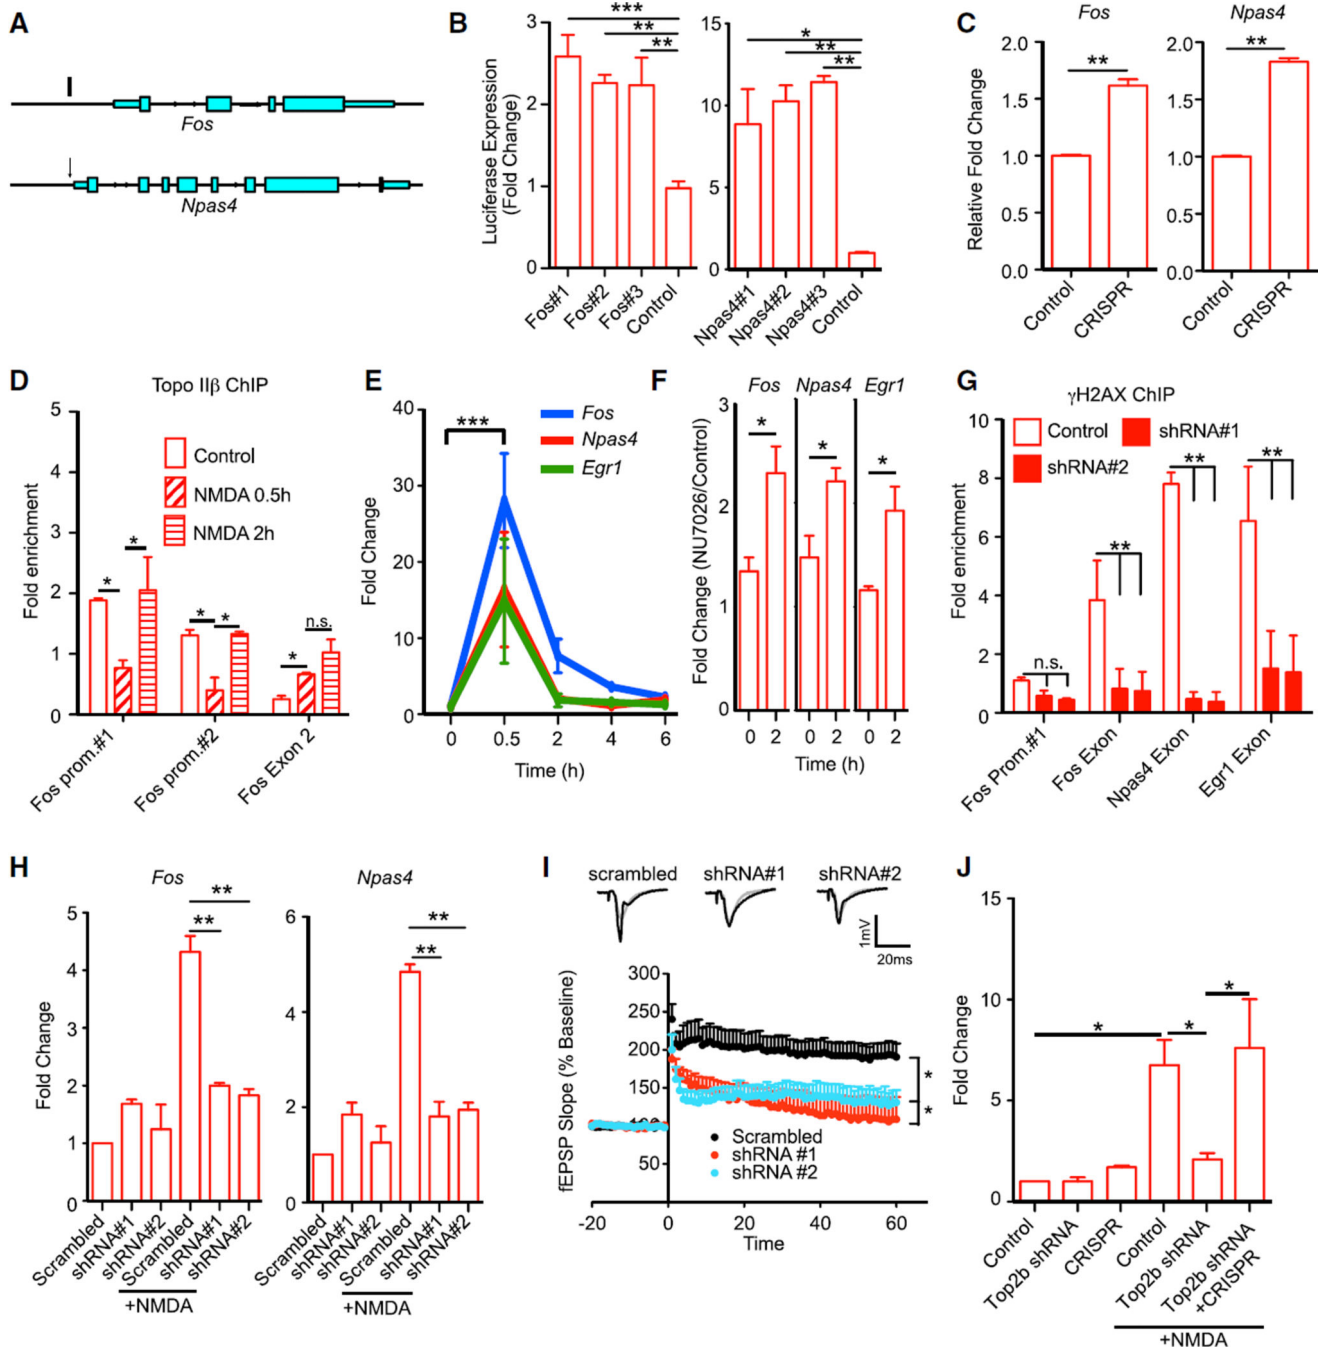 A
Fos
Npas4
B
Luciferase Expression
(Fold Change)
3
2
1
0
***
**
**
Fos#1
Fos#2
Fos#3
Control
15
10
5
0
*
**
**
Npas4#1
Npas4#2
Npas4#3
Control
C
Fos
Npas4
Relative Fold Change
2.0
1.5
1.0
0.5
0.0
**
Control
CRISPR
2.0
1.5
1.0
0.5
0.0
**
Control
CRISPR
D
Topo IIβ ChIP
Fold enrichment
5
4
3
2
1
0
Control
NMDA 0.5h
NMDA 2h
*
*
*
*
*
n.s.
Fos prom.#1
Fos prom.#2
Fos Exon 2
E
Fold Change
40
30
20
10
0
***
Fos
Npas4
Egr1
0
0.5
2
4
6
Time (h)
F
Fos
Npas4
Egr1
Fold Change (NU7026/Control)
3
2
1
0
*
*
*
0 2
0 2
0 2
Time (h)
G
γH2AX ChIP
Fold enrichment
10
8
6
4
2
0
Control
shRNA#1
shRNA#2
n.s.
**
**
**
Fos Prom.#1
Fos Exon
Npas4 Exon
Egr1 Exon
H
Fos
Npas4
Fold Change
5
4
3
2
1
0
**
**
Scrambled
shRNA#1
shRNA#2
Scrambled
shRNA#1
shRNA#2
+NMDA
6
4
2
0
**
**
Scrambled
shRNA#1
shRNA#2
Scrambled
shRNA#1
shRNA#2
+NMDA
I
scrambled
shRNA#1
shRNA#2
1mV
20ms
fEPSP Slope (% Baseline)
300
250
200
150
100
50
*
*
Scrambled
shRNA #1
shRNA #2
-20
0
20
40
60
Time
J
Fold Change
15
10
5
0
*
*
*
Control
Top2b shRNA
CRISPR
Control
Top2b shRNA
Top2b shRNA
+CRISPR
+NMDA